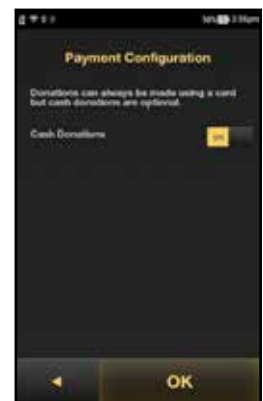 Payment Configuration
Donations can always be made using a card
but cash donations are optional.
Cash Donations
ON
OK